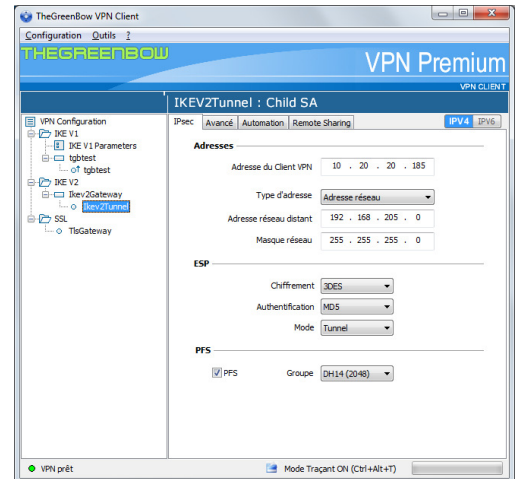 TheGreenBow VPN Client
Configuration Outils ?
THEGREENBOW
VPN Premium
VPN CLIENT
IKEV2Tunnel : Child SA
VPN Configuration
IKE V1
IKE V1 Parameters
tgbtest
tgbtest
IKE V2
Ikev2Gateway
Ikev2Tunnel
SSL
TlsGateway
IPsec Avancé Automation Remote Sharing IPV4 IPV6
Adresses
Adresse du Client VPN 10 . 20 . 20 . 185
Type d'adresse Adresse réseau
Adresse réseau distant 192 . 168 . 205 . 0
Masque réseau 255 . 255 . 255 . 0
ESP
Chiffrement 3DES
Authentification MD5
Mode Tunnel
PFS
PFS Groupe DH14 (2048)
VPN prêt Mode Traçant ON (Ctrl+Alt+T)